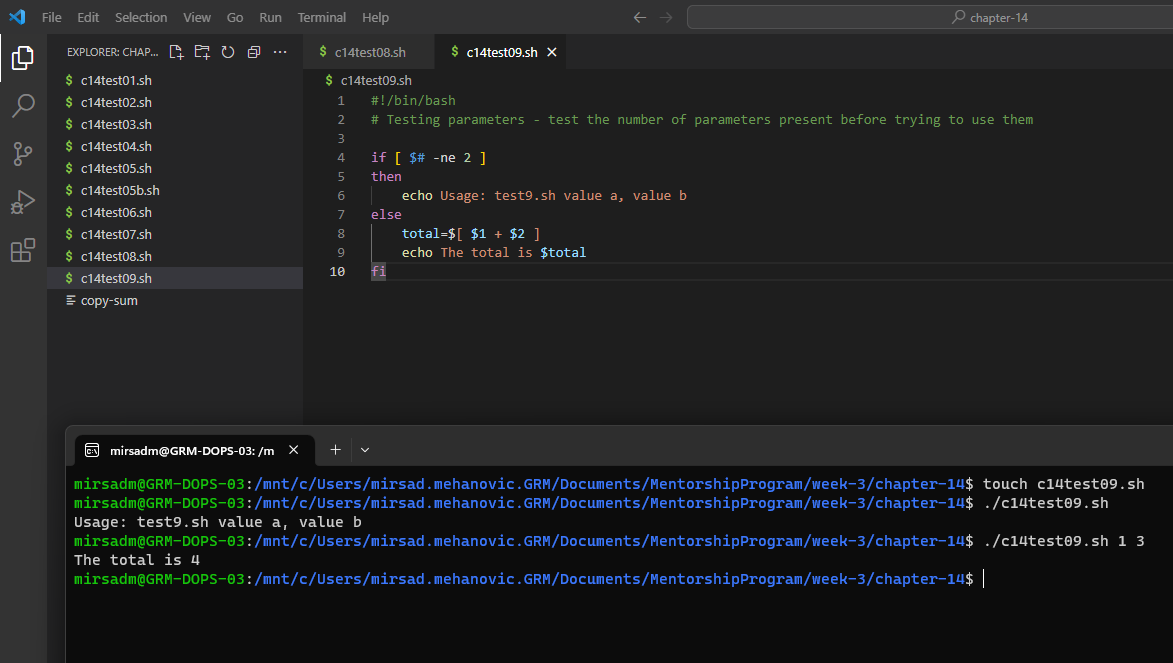 File Edit Selection View Go Run Terminal Help
chapter-14
EXPLORER: CHAP...
c14test08.sh
c14test09.sh
$ c14test01.sh
$ c14test02.sh
$ c14test03.sh
$ c14test04.sh
$ c14test05.sh
$ c14test05b.sh
$ c14test06.sh
$ c14test07.sh
$ c14test08.sh
$ c14test09.sh
copy-sum
$ c14test09.sh
1 #!/bin/bash
2 # Testing parameters - test the number of parameters present before trying to use them
3
4 if [ $# -ne 2 ]
5 then
6 echo Usage: test9.sh value a, value b
7 else
8 total=$[ $1 + $2 ]
9 echo The total is $total
10 fi
mirsadm@GRM-DOPS-03: /m
mirsadm@GRM-DOPS-03:/mnt/c/Users/mirsad.mehanovic.GRM/Documents/MentorshipProgram/week-3/chapter-14$ touch c14test09.sh
mirsadm@GRM-DOPS-03:/mnt/c/Users/mirsad.mehanovic.GRM/Documents/MentorshipProgram/week-3/chapter-14$ ./c14test09.sh
Usage: test9.sh value a, value b
mirsadm@GRM-DOPS-03:/mnt/c/Users/mirsad.mehanovic.GRM/Documents/MentorshipProgram/week-3/chapter-14$ ./c14test09.sh 1 3
The total is 4
mirsadm@GRM-DOPS-03:/mnt/c/Users/mirsad.mehanovic.GRM/Documents/MentorshipProgram/week-3/chapter-14$